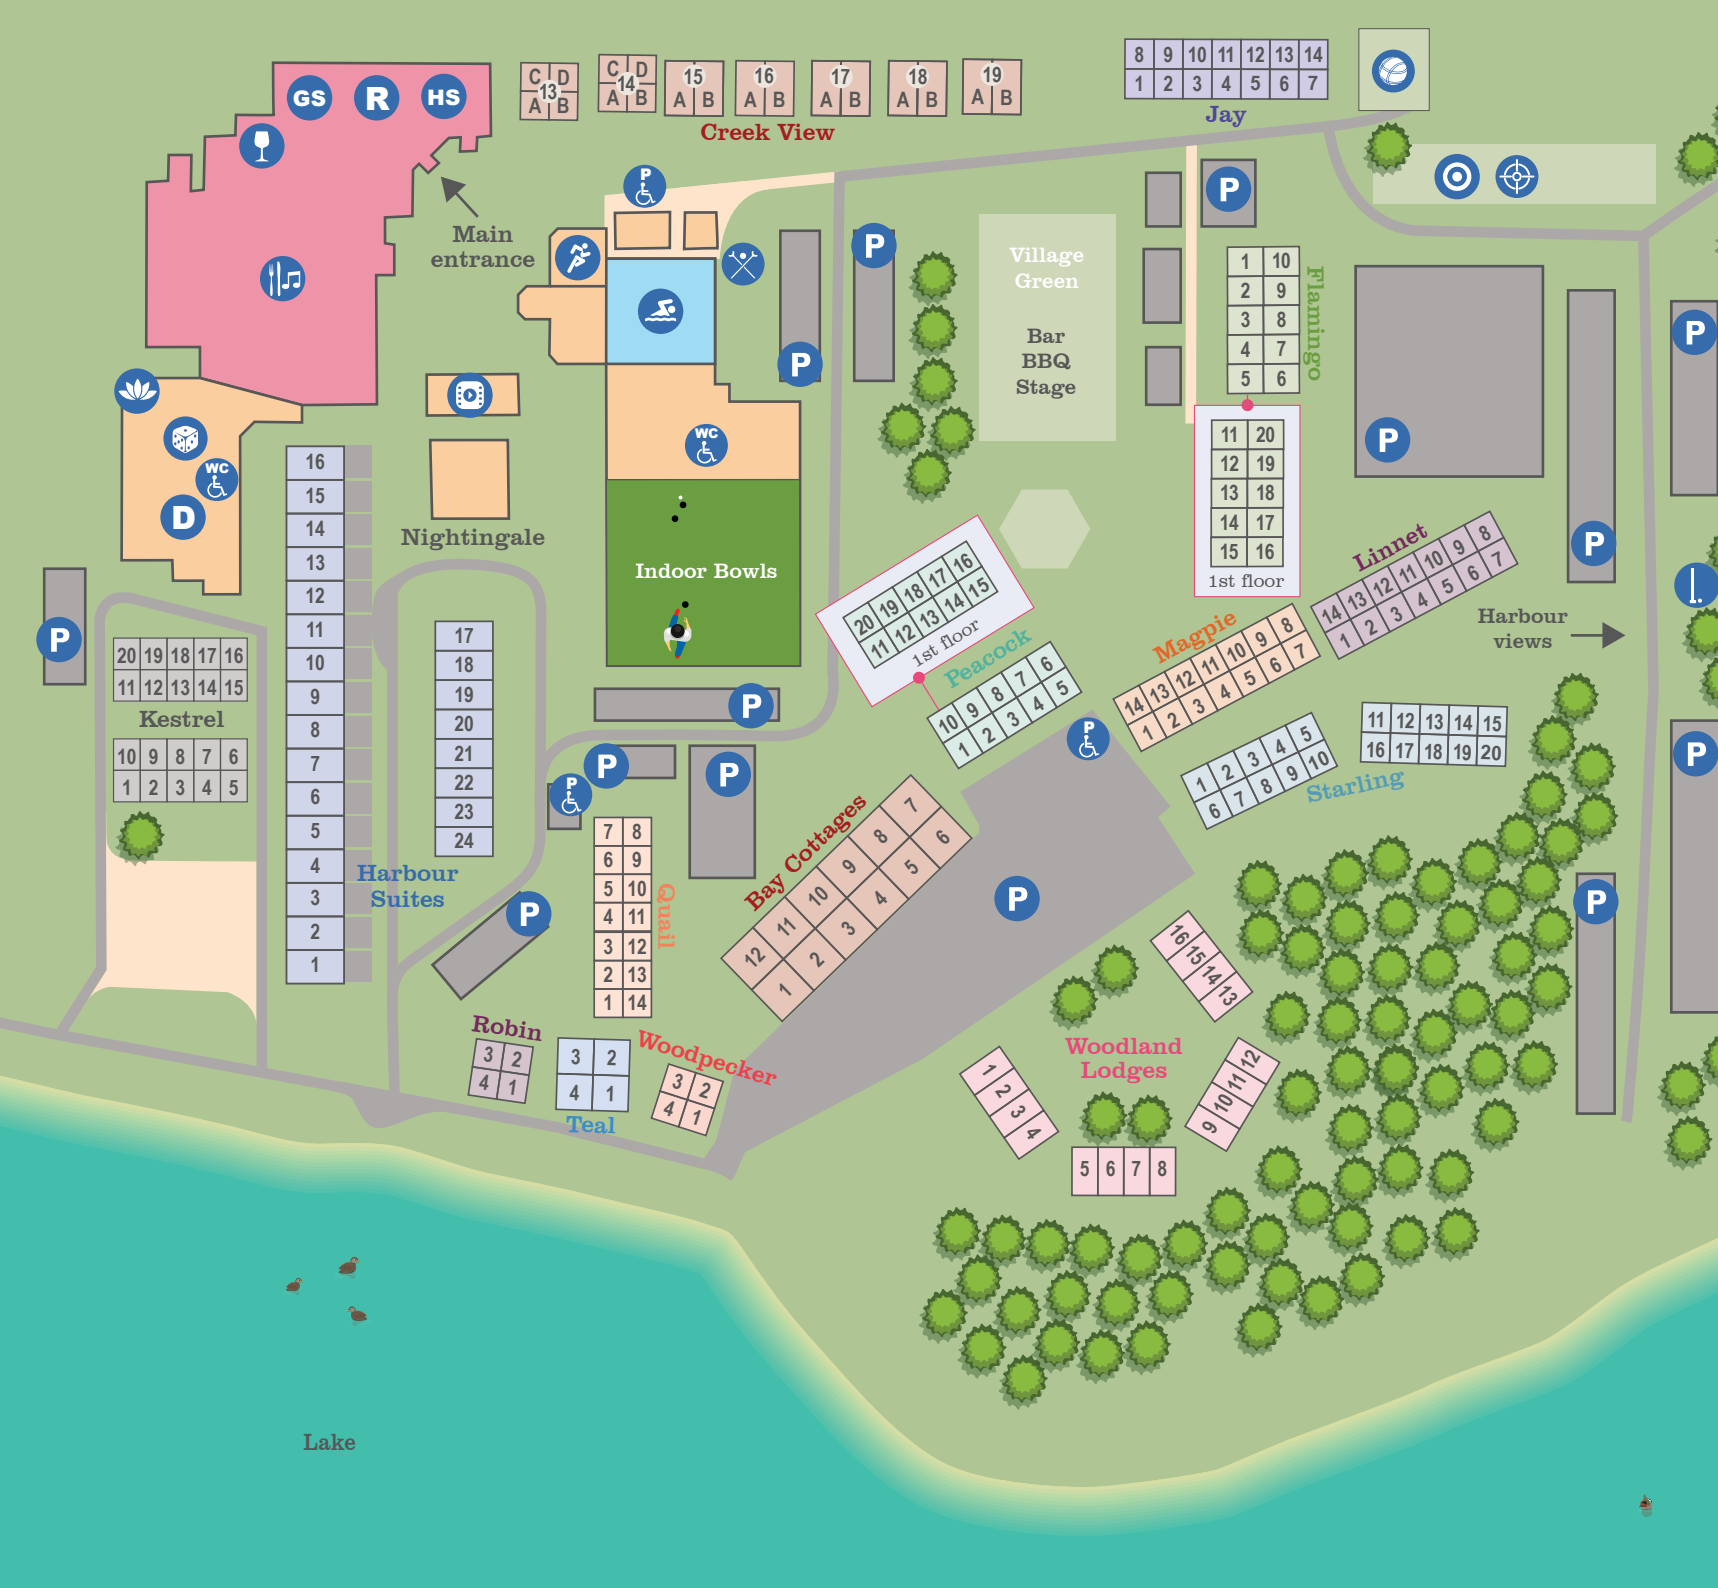 GS R HS
C D
13
A B
C D
14
A B
15
A B
16
A B
17
A B
18
A B
19
A B
Creek View
8 9 10 11 12 13 14
1 2 3 4 5 6 7
Jay
Main
entrance
P
P
P
P
Village
Green
Bar
BBQ
Stage
1 10
2 9
3 8
4 7
5 6
Flamingo
11 20
12 19
13 18
14 17
15 16
1st floor
P
P
P
WC
D
WC
Nightingale
Indoor Bowls
16
15
14
13
12
11
10
9
8
7
6
5
4
3
2
1
17
18
19
20
21
22
23
24
Harbour
Suites
P
20 19 18 17 16
11 12 13 14 15
Kestrel
10 9 8 7 6
1 2 3 4 5
20 19 18 17 16
11 12 13 14 15
1st floor
Peacock
10 9 8 7 6
1 2 3 4 5
Linnet
14 13 12 11 10 9 8
1 2 3 4 5 6 7
Magpie
14 13 12 11 10 9 8
1 2 3 4 5 6 7
Harbour
views
1 2 3 4 5
6 7 8 9 10
Starling
11 12 13 14 15
16 17 18 19 20
P
P
P
P
P
P
P
P
P
P
7 8
6 9
5 10
4 11
3 12
2 13
1 14
Quail
Bay Cottages
12 11 10 9 8 7
1 2 3 4 5 6
Robin
3 2
4 1
3 2
4 1
Teal
Woodpecker
3 2
4 1
16 15 14 13
Woodland
Lodges
1 2 3 4
5 6 7 8
9 10 11 12
Lake